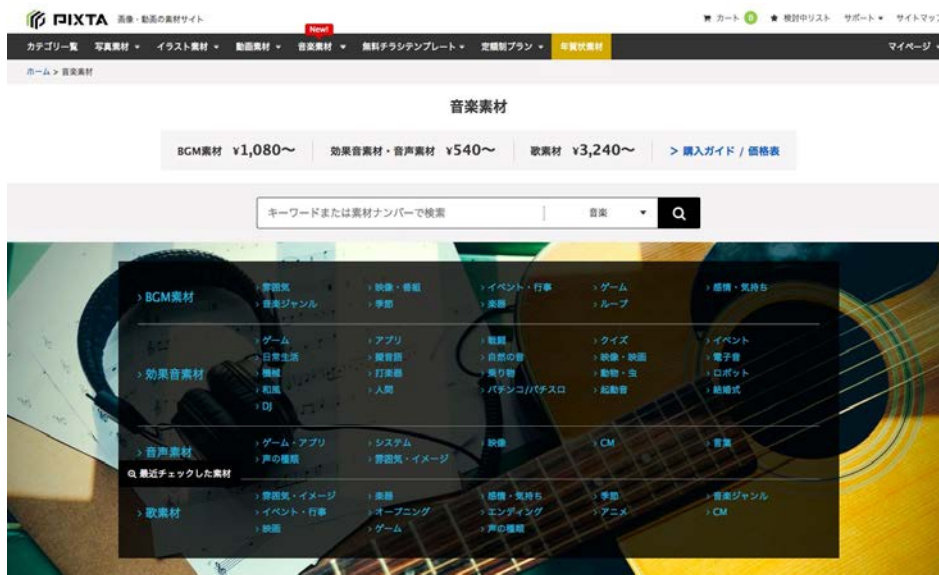 PIXTA 画像・動画の素材サイト
カート 0 ★ 検討中リスト サポート サイトマップ
New!
カテゴリ一覧 写真素材 イラスト素材 動画素材 音楽素材 無料チラシテンプレート 定額制プラン 年賀状素材 マイページ
ホーム > 音楽素材
音楽素材
BGM素材 ¥1,080〜 効果音素材・音声素材 ¥540〜 歌素材 ¥3,240〜 > 購入ガイド / 価格表
キーワードまたは素材ナンバーで検索 音楽
BGM素材
› 雰囲気 › 映像・番組 › イベント・行事 › ゲーム › 感情・気持ち
› 音楽ジャンル › 季節 › 楽器 › ループ
› 効果音素材
› ゲーム › アプリ › 戦闘 › クイズ › イベント
› 日常生活 › 擬音語 › 自然の音 › 映像・映画 › 電子音
› 機械 › 打楽器 › 乗り物 › 動物・虫 › ロボット
› 和風 › 人間 › パチンコ/パチスロ › 起動音 › 結婚式
› DJ
› 音声素材
› ゲーム・アプリ › システム › 映像 › CM › 言葉
› 声の種類 › 雰囲気・イメージ
最近チェックした素材
› 歌素材
› 雰囲気・イメージ › 楽器 › 感情・気持ち › 季節 › 音楽ジャンル
› イベント・行事 › オープニング › エンディング › アニメ › CM
› 映画 › ゲーム › 声の種類